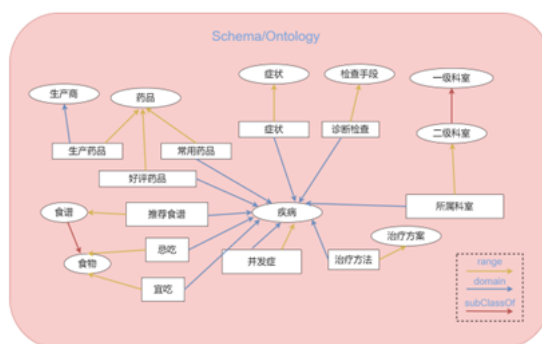 Schema/Ontology
生产商
药品
症状
检查手段
一级科室
生产药品
常用药品
症状
诊断检查
二级科室
好评药品
食谱
推荐食谱
疾病
所属科室
食物
忌吃
并发症
治疗方法
治疗方案
宜吃
range
domain
subClassOf